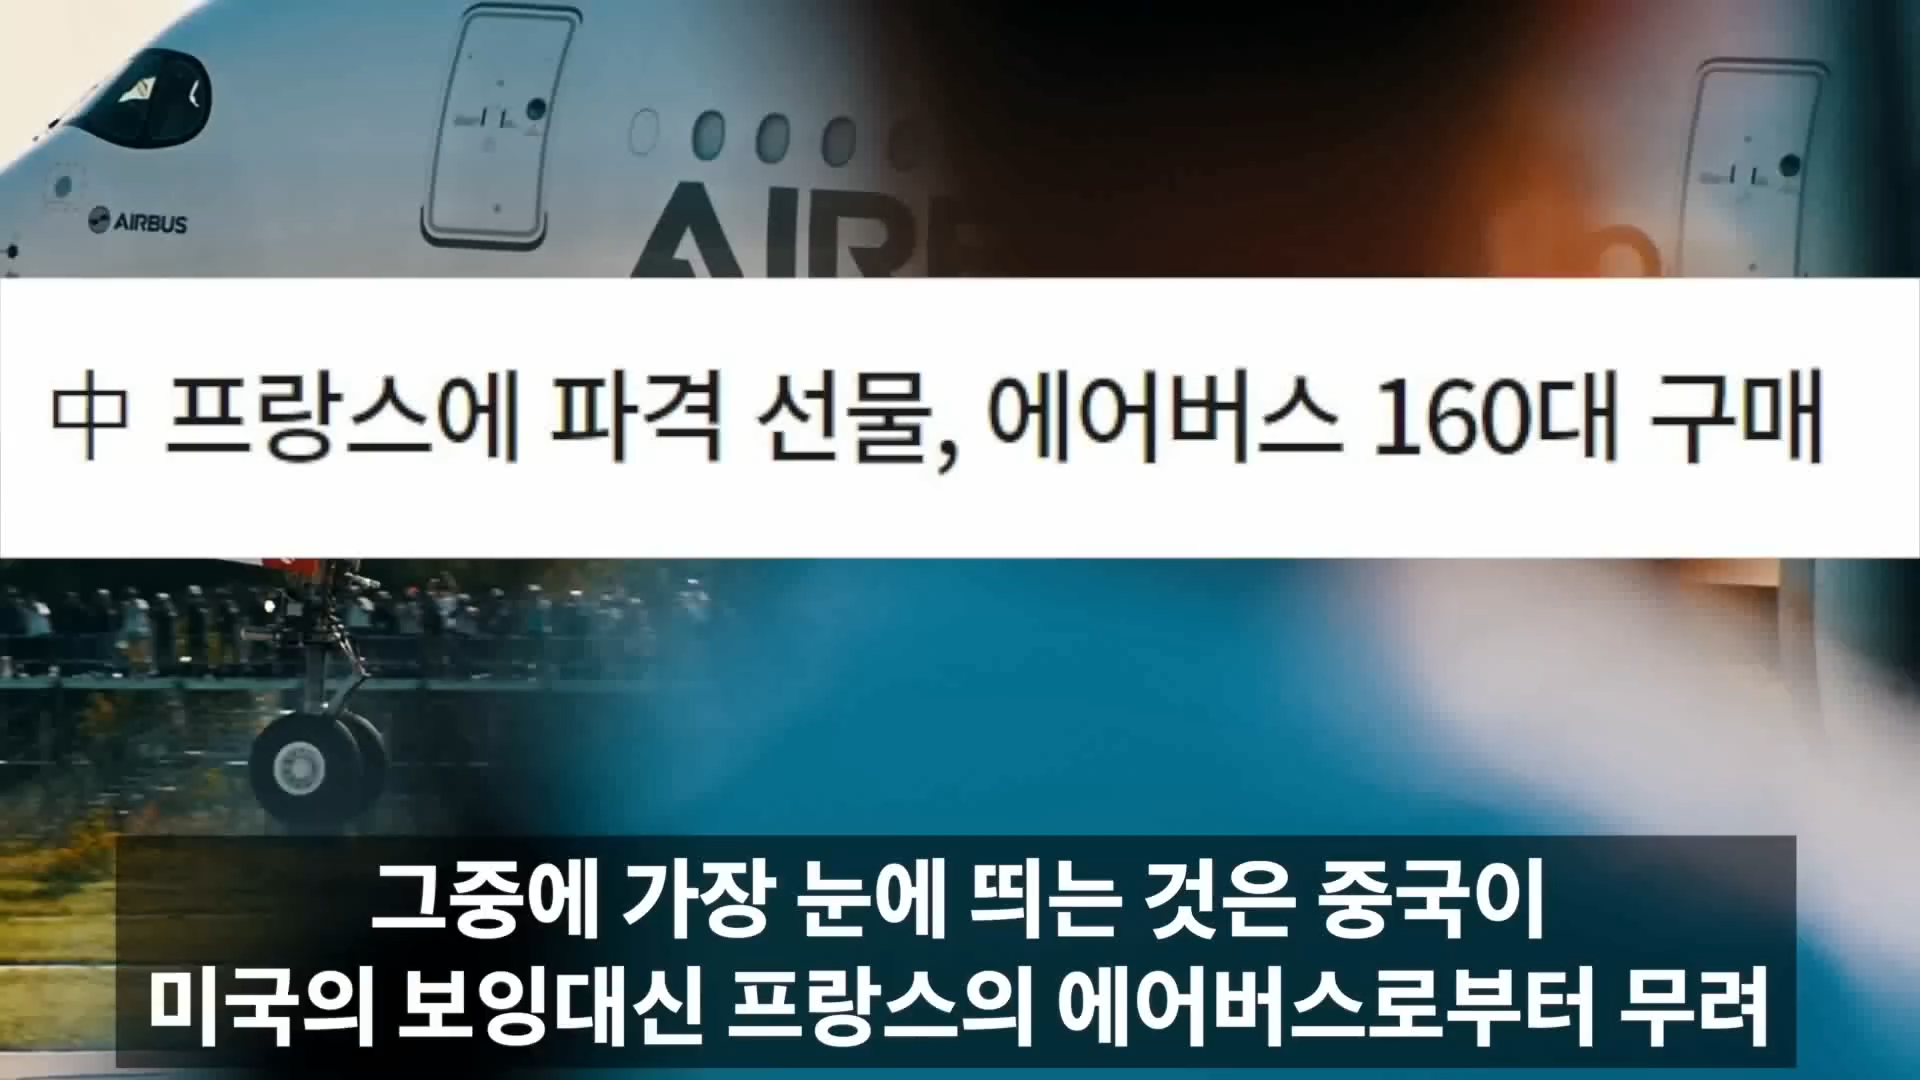 AIRBUS
AIR
中 프랑스에 파격 선물, 에어버스 160대 구매
그중에 가장 눈에 띄는 것은 중국이
미국의 보잉대신 프랑스의 에어버스로부터 무려